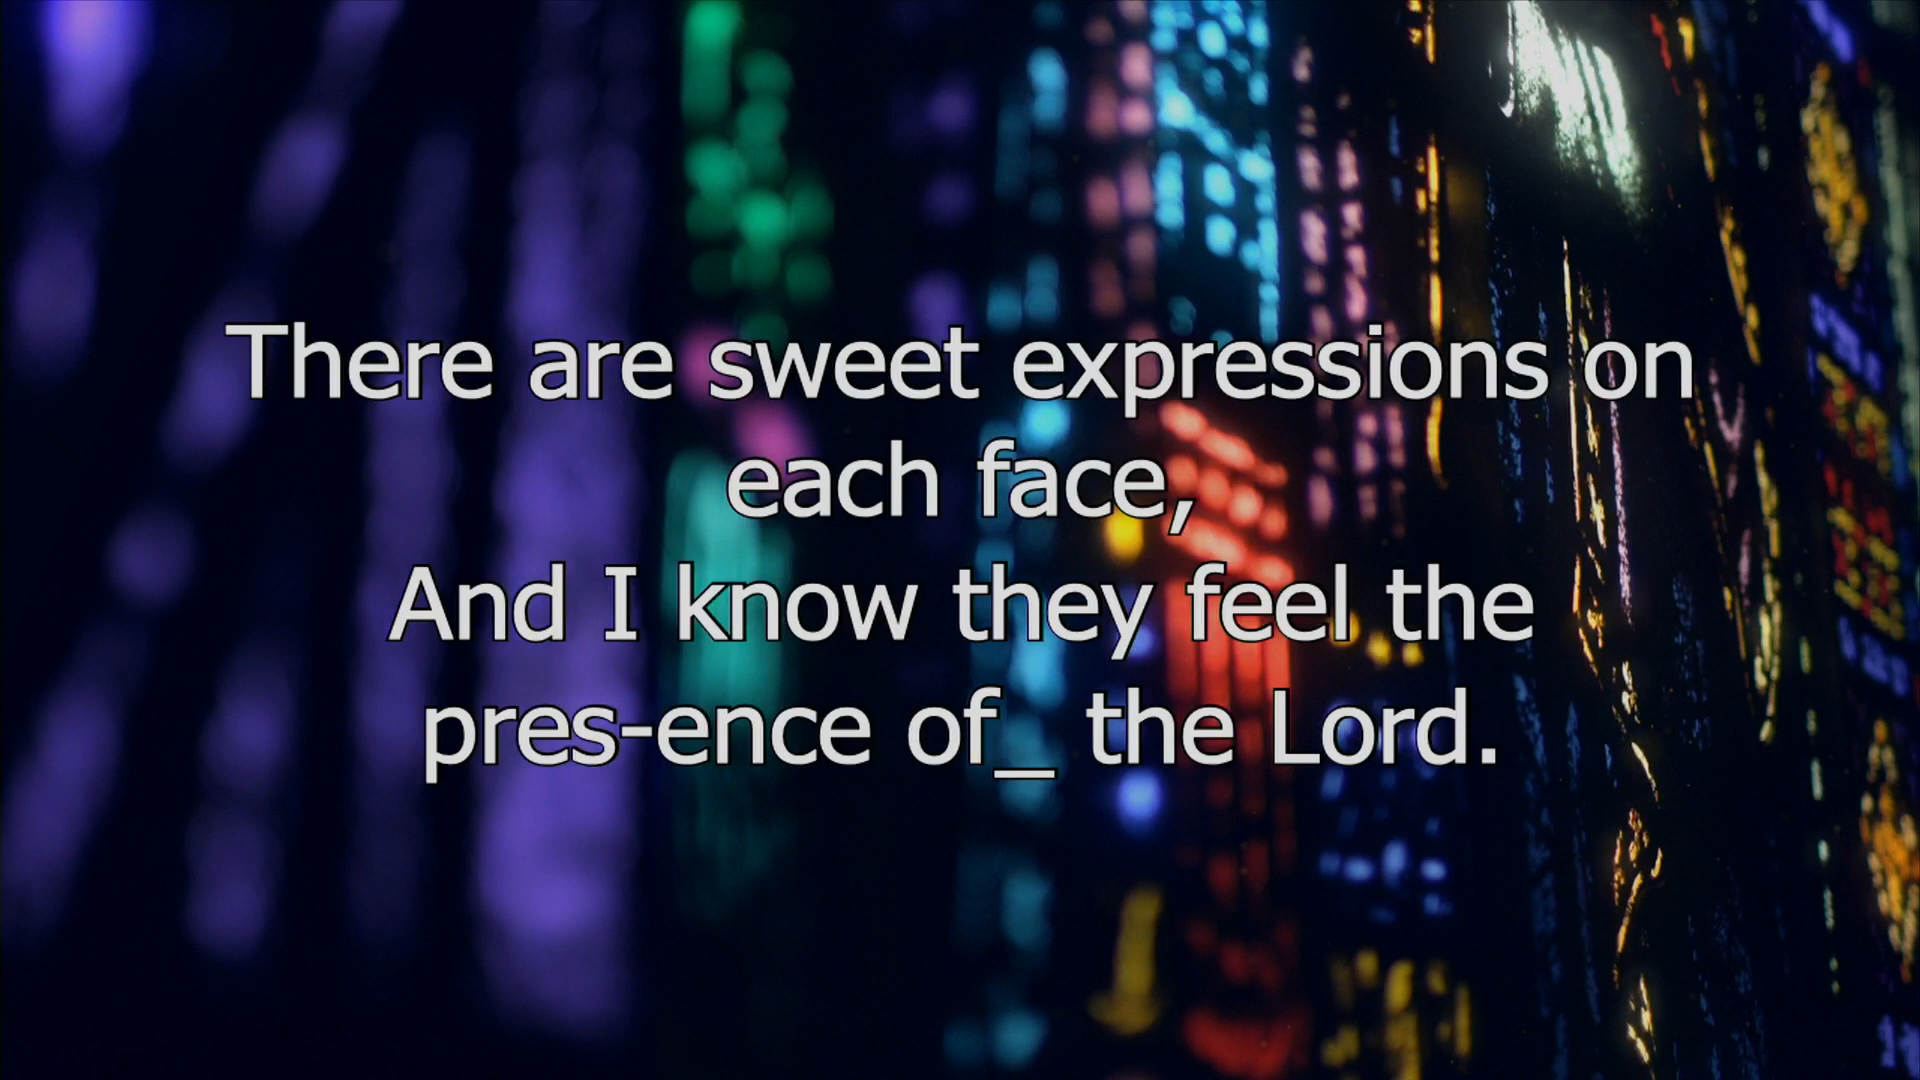 There are sweet expressions on
each face,
And I know they feel the
pres-ence of_ the Lord.